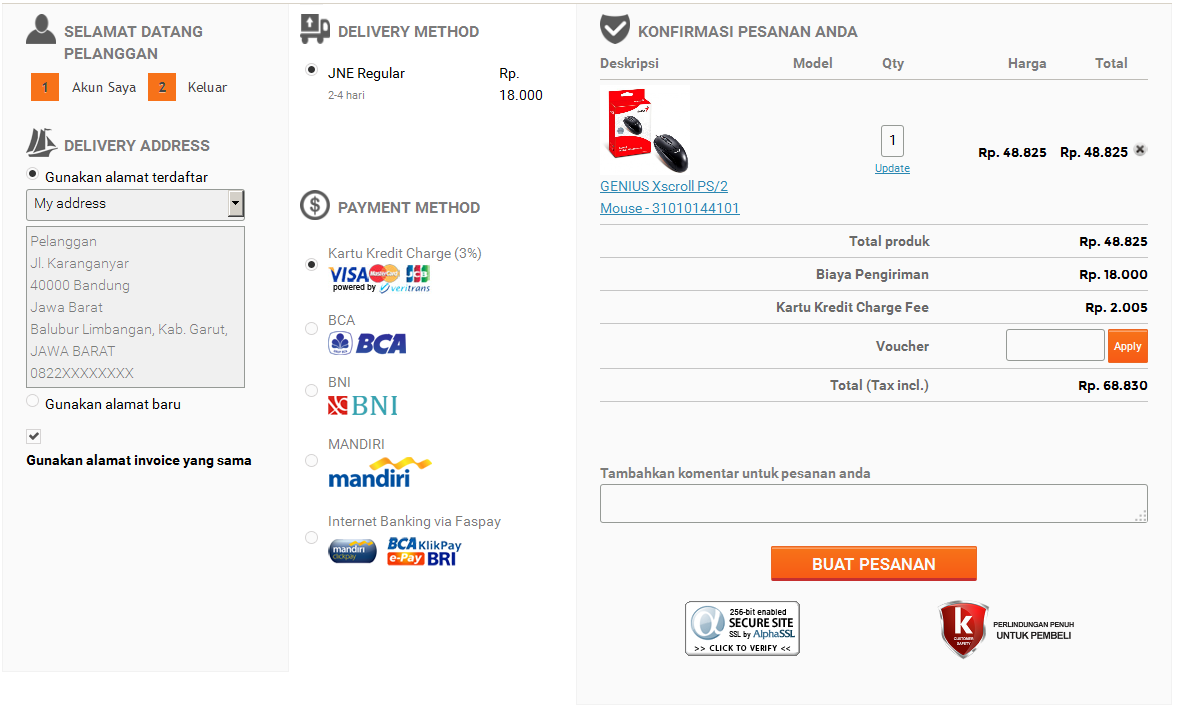 SELAMAT DATANG
PELANGGAN
1 Akun Saya 2 Keluar
DELIVERY ADDRESS
Gunakan alamat terdaftar
My address
Pelanggan
Jl. Karanganyar
40000 Bandung
Jawa Barat
Balubur Limbangan, Kab. Garut,
JAWA BARAT
0822XXXXXXXX
Gunakan alamat baru
Gunakan alamat invoice yang sama
DELIVERY METHOD
JNE Regular Rp.
2-4 hari 18.000
PAYMENT METHOD
Kartu Kredit Charge (3%)
VISA MasterCard JCB
powered by veritrans
BCA
BCA
BNI
BNI
MANDIRI
mandiri
Internet Banking via Faspay
mandiri clickpay BCA KlikPay
e-Pay BRI
KONFIRMASI PESANAN ANDA
Deskripsi Model Qty Harga Total
1
Rp. 48.825 Rp. 48.825
Update
GENIUS Xscroll PS/2
Mouse - 31010144101
Total produk Rp. 48.825
Biaya Pengiriman Rp. 18.000
Kartu Kredit Charge Fee Rp. 2.005
Voucher Apply
Total (Tax incl.) Rp. 68.830
Tambahkan komentar untuk pesanan anda
BUAT PESANAN
256-bit enabled
SECURE SITE
SSL by AlphaSSL
>> CLICK TO VERIFY <<
k
CUSTOMER
SAFETY
PERLINDUNGAN PENUH
UNTUK PEMBELI